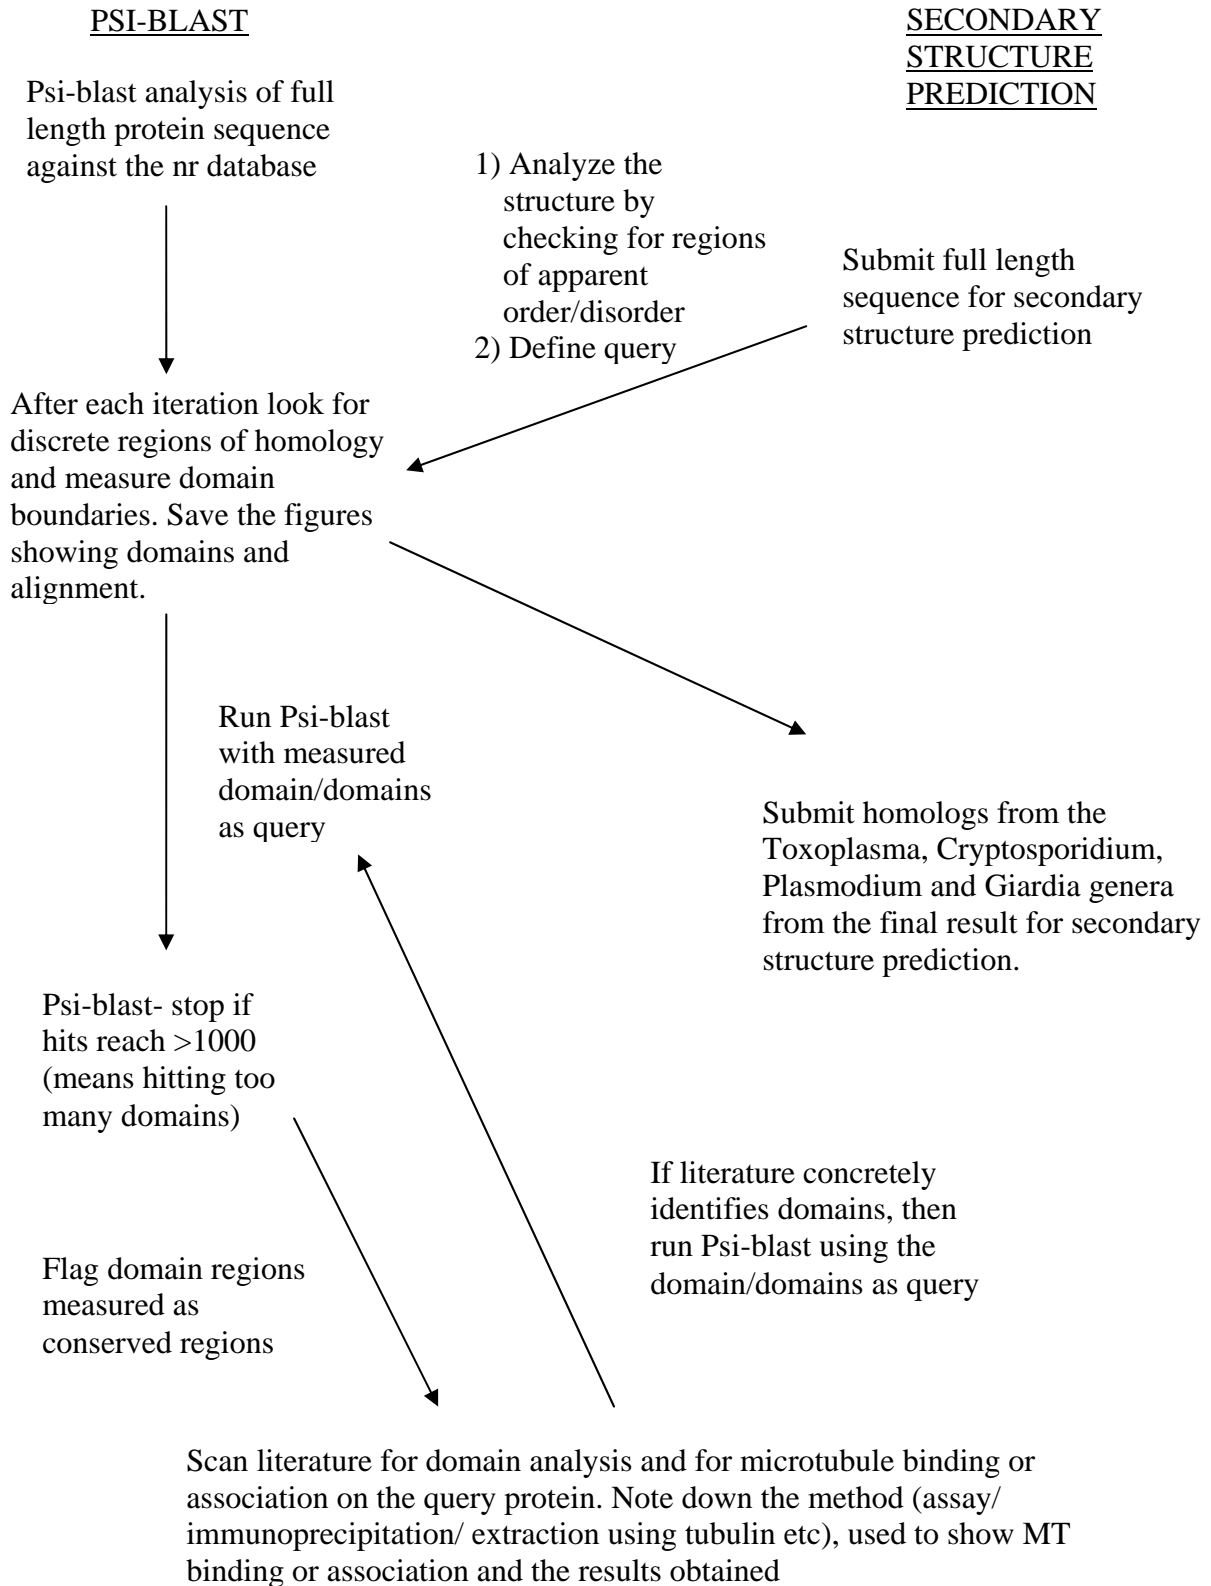 PSI-BLAST
SECONDARY
STRUCTURE
PREDICTION
Psi-blast analysis of full
length protein sequence
against the nr database
1) Analyze the
structure by
checking for regions
of apparent
order/disorder
2) Define query
Submit full length
sequence for secondary
structure prediction
After each iteration look for
discrete regions of homology
and measure domain
boundaries. Save the figures
showing domains and
alignment.
Run Psi-blast
with measured
domain/domains
as query
Submit homologs from the
Toxoplasma, Cryptosporidium,
Plasmodium and Giardia genera
from the final result for secondary
structure prediction.
Psi-blast- stop if
hits reach >1000
(means hitting too
many domains)
If literature concretely
identifies domains, then
run Psi-blast using the
domain/domains as query
Flag domain regions
measured as
conserved regions
Scan literature for domain analysis and for microtubule binding or
association on the query protein. Note down the method (assay/
immunoprecipitation/ extraction using tubulin etc), used to show MT
binding or association and the results obtained